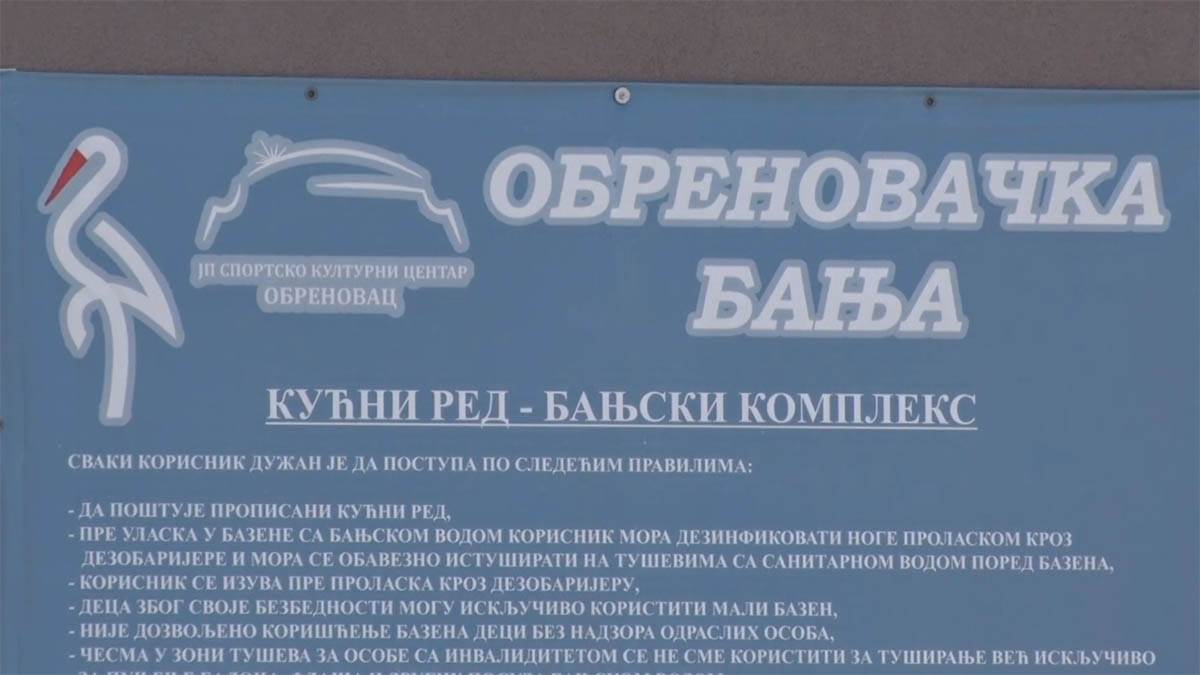 ЈП СПОРТСКО КУЛТУРНИ ЦЕНТАР
ОБРЕНОВАЦ
ОБРЕНОВАЧКА
БАЊА
КУЋНИ РЕД - БАЊСКИ КОМПЛЕКС
СВАКИ КОРИСНИК ДУЖАН ЈЕ ДА ПОСТУПА ПО СЛЕДЕЋИМ ПРАВИЛИМА:
- ДА ПОШТУЈЕ ПРОПИСАНИ КУЋНИ РЕД,
- ПРЕ УЛАСКА У БАЗЕНЕ СА БАЊСКОМ ВОДОМ КОРИСНИК МОРА ДЕЗИНФИКОВАТИ НОГЕ ПРОЛАСКОМ КРОЗ
ДЕЗОБАРИЈЕРЕ И МОРА СЕ ОБАВЕЗНО ИСТУШИРАТИ НА ТУШЕВИМА СА САНИТАРНОМ ВОДОМ ПОРЕД БАЗЕНА,
- КОРИСНИК СЕ ИЗУВА ПРЕ ПРОЛАСКА КРОЗ ДЕЗОБАРИЈЕРУ,
- ДЕЦА ЗБОГ СВОЈЕ БЕЗБЕДНОСТИ МОГУ ИСКЉУЧИВО КОРИСТИТИ МАЛИ БАЗЕН,
- НИЈЕ ДОЗВОЉЕНО КОРИШЋЕЊЕ БАЗЕНА ДЕЦИ БЕЗ НАДЗОРА ОДРАСЛИХ ОСОБА,
- ЧЕСМА У ЗОНИ ТУШЕВА ЗА ОСОБЕ СА ИНВАЛИДИТЕТОМ СЕ НЕ СМЕ КОРИСТИТИ ЗА ТУШИРАЊЕ ВЕЋ ИСКЉУЧИВО